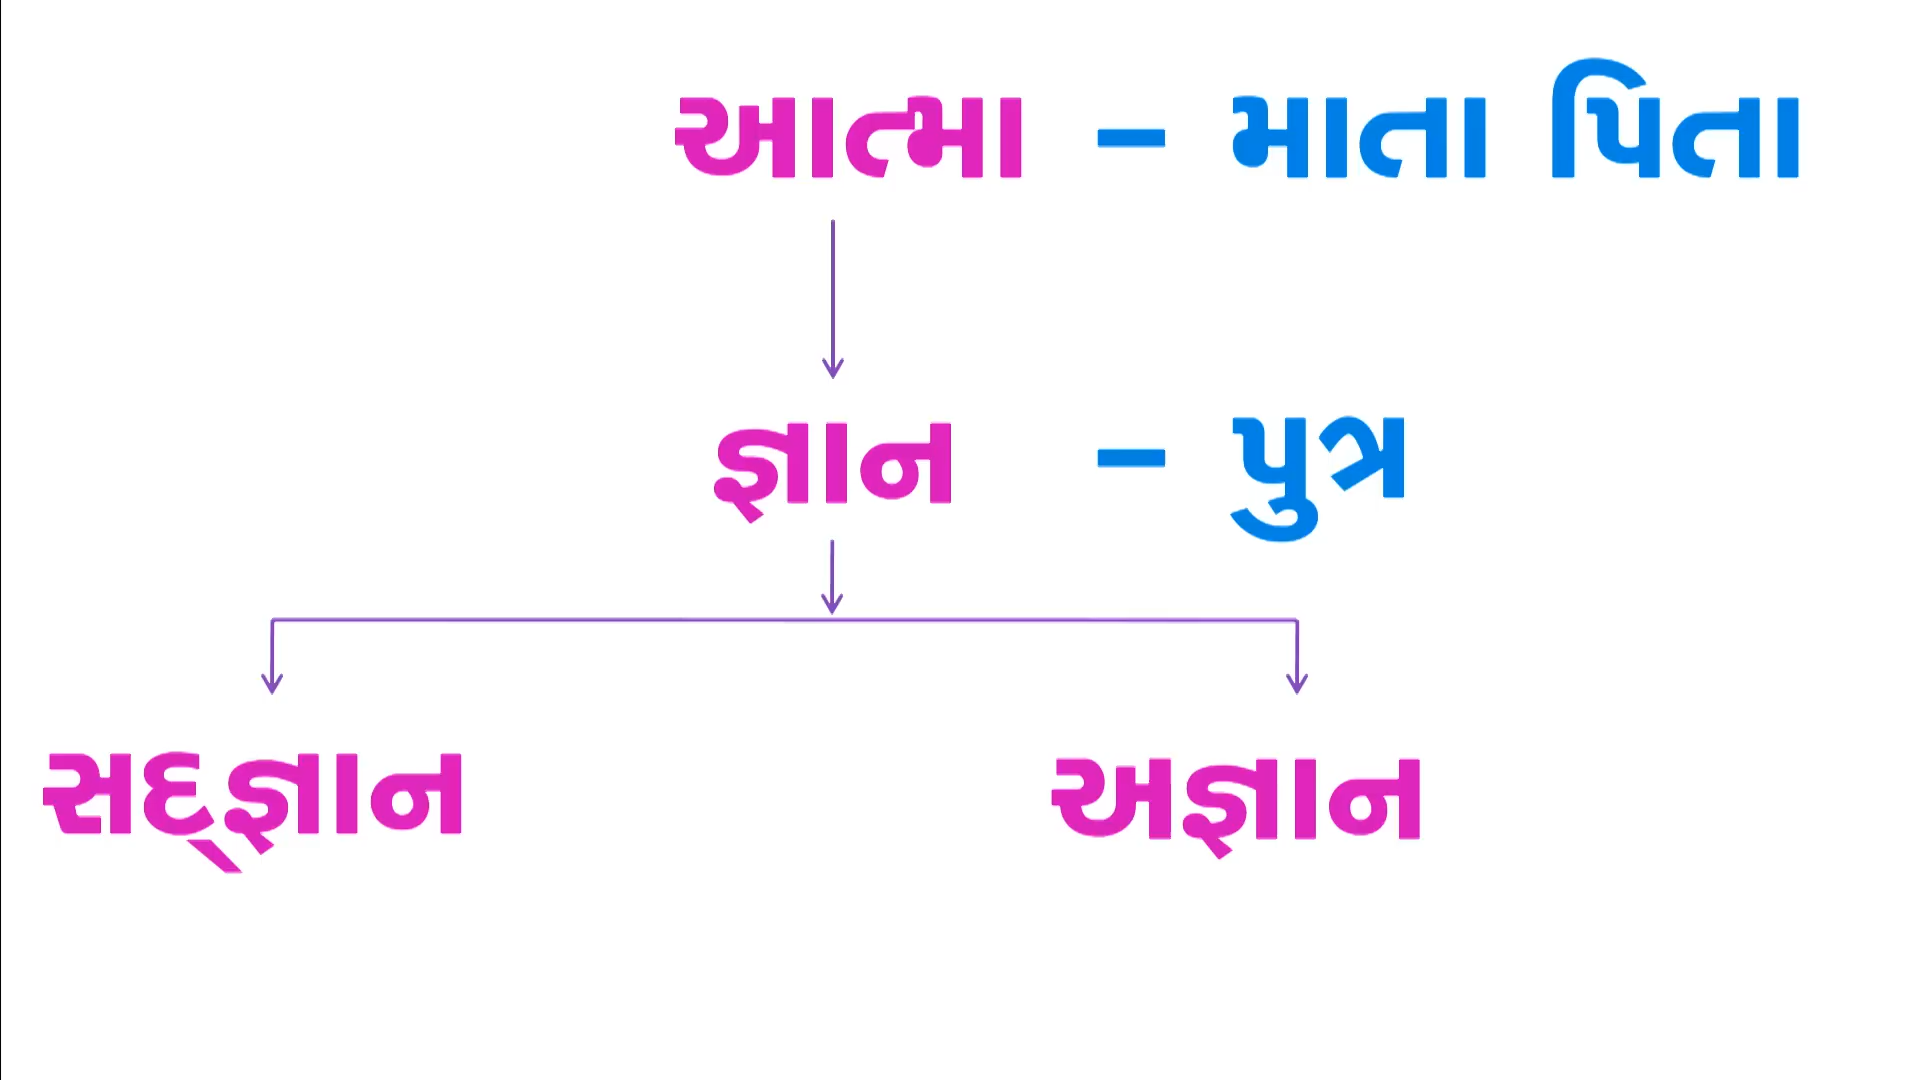 આત્મા – માતા પિતા
જ્ઞાન – પુત્ર
સદ્‌જ્ઞાન અજ્ઞાન